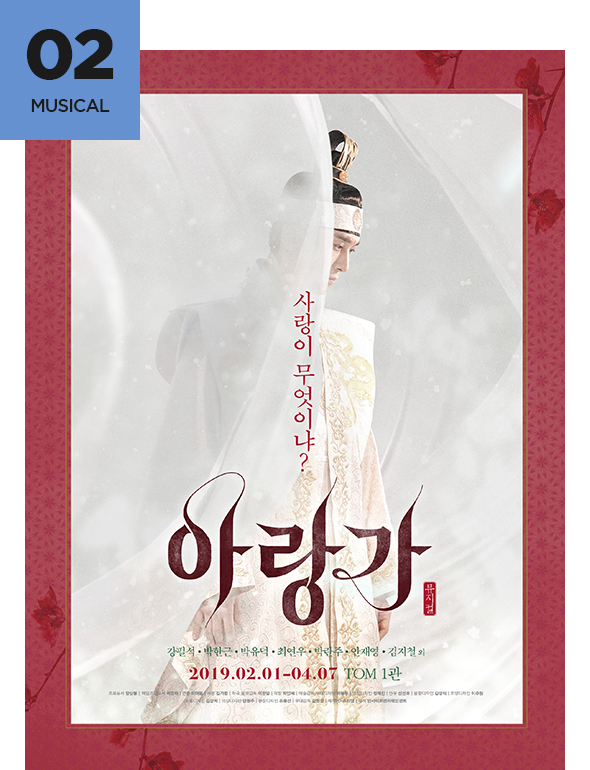 02
MUSICAL
사랑이 무엇이냐?
아랑가
뮤지컬
강필석 • 박한근 • 박유덕 • 최연우 • 박란주 • 안재영 • 김지철 외
2019.02.01–04.07 TOM 1관